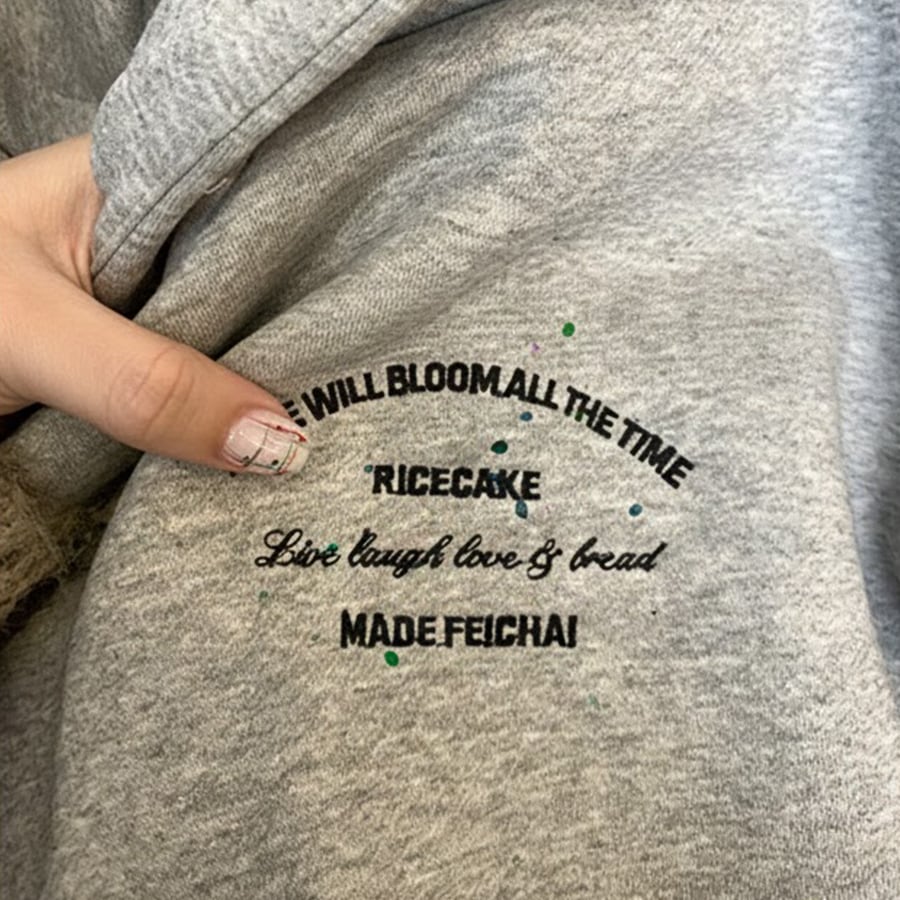 WILL BLOOM ALL THE TIME
RICECAKE
Live laugh love & bread
MADE FEICHAI